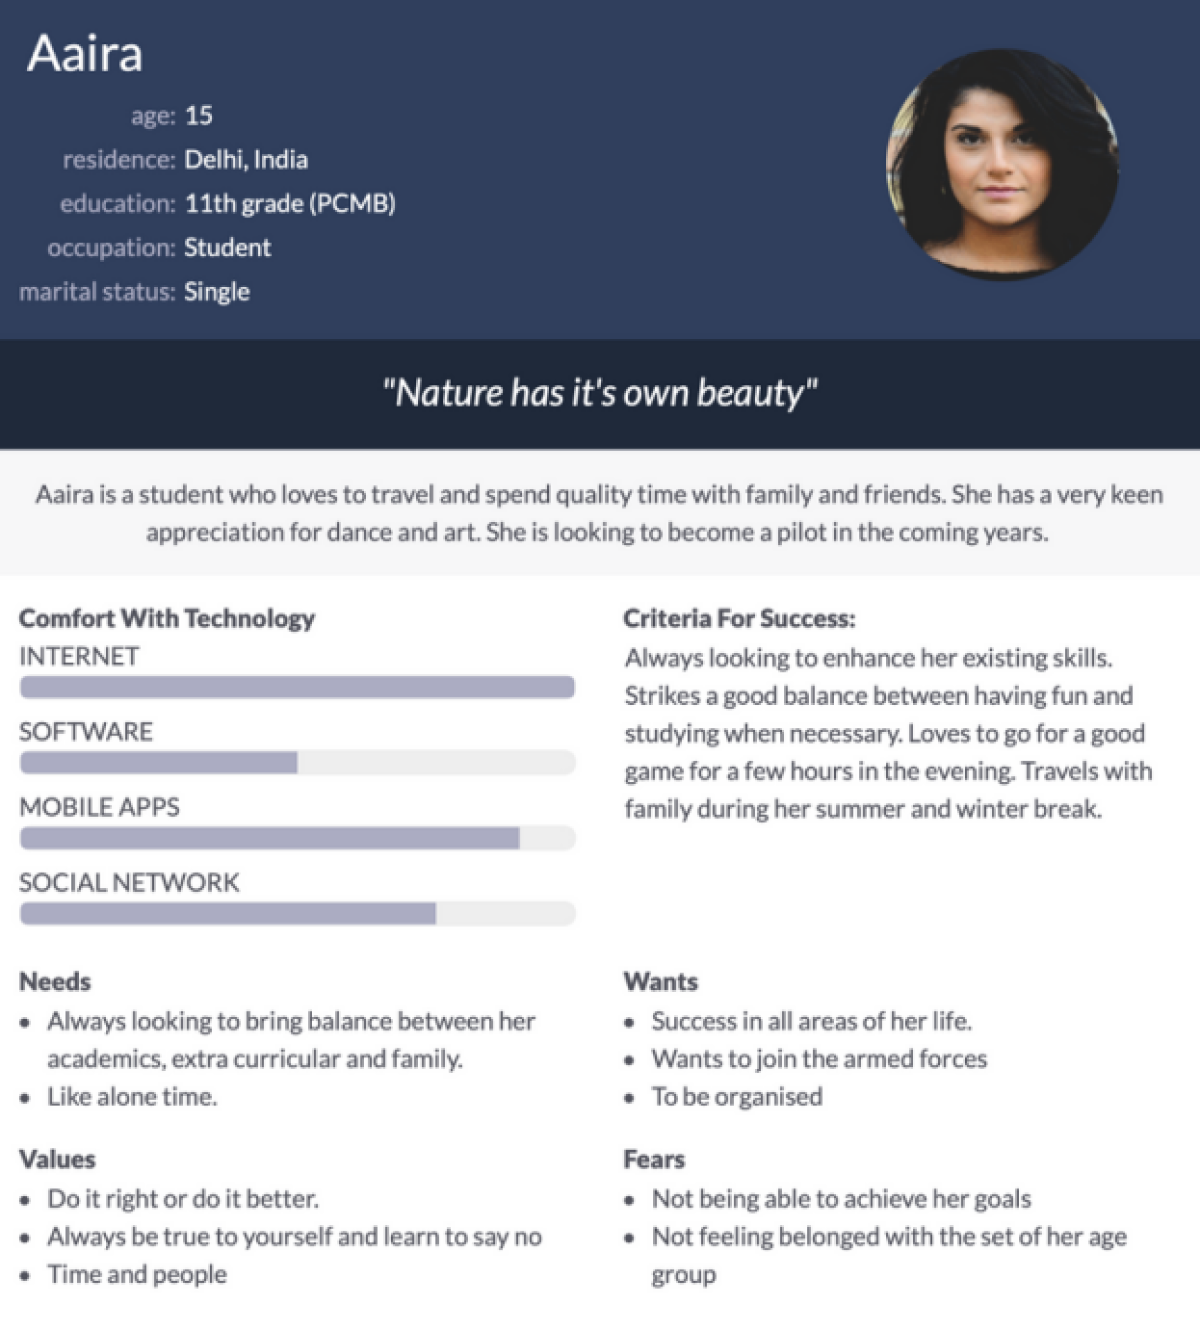 Aaira
age: 15
residence: Delhi, India
education: 11th grade (PCMB)
occupation: Student
marital status: Single
"Nature has it's own beauty"
Aaira is a student who loves to travel and spend quality time with family and friends. She has a very keen
appreciation for dance and art. She is looking to become a pilot in the coming years.
Comfort With Technology
INTERNET
SOFTWARE
MOBILE APPS
SOCIAL NETWORK
Criteria For Success:
Always looking to enhance her existing skills.
Strikes a good balance between having fun and
studying when necessary. Loves to go for a good
game for a few hours in the evening. Travels with
family during her summer and winter break.
Needs
• Always looking to bring balance between her
academics, extra curricular and family.
• Like alone time.
Wants
• Success in all areas of her life.
• Wants to join the armed forces
• To be organised
Values
• Do it right or do it better.
• Always be true to yourself and learn to say no
• Time and people
Fears
• Not being able to achieve her goals
• Not feeling belonged with the set of her age
group